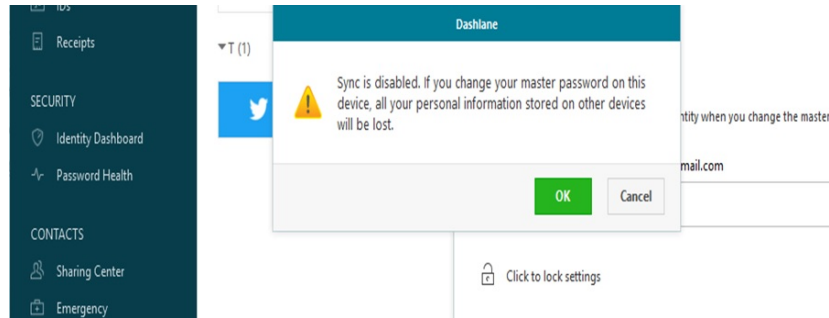 IDs
Receipts
SECURITY
Identity Dashboard
Password Health
CONTACTS
Sharing Center
Emergency
T (1)
Dashlane
Sync is disabled. If you change your master password on this
device, all your personal information stored on other devices
will be lost.
OK Cancel
ntity when you change the master
mail.com
Click to lock settings